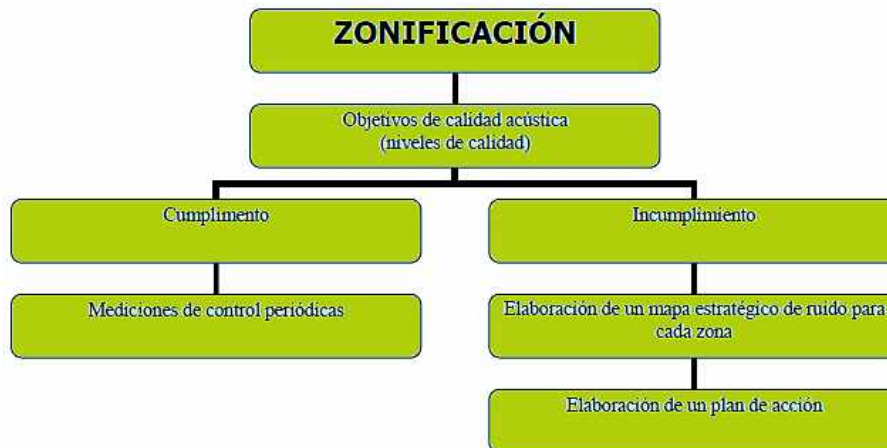 ZONIFICACIÓN
Objetivos de calidad acústica
(niveles de calidad)
Cumplimento
Incumplimiento
Mediciones de control periódicas
Elaboración de un mapa estratégico de ruido para
cada zona
Elaboración de un plan de acción